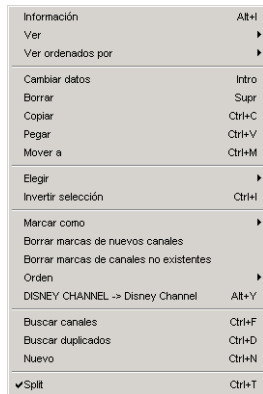 Información Alt+I
Ver
Ver ordenados por
Cambiar datos Intro
Borrar Supr
Copiar Ctrl+C
Pegar Ctrl+V
Mover a Ctrl+M
Elegir
Invertir selección Ctrl+I
Marcar como
Borrar marcas de nuevos canales
Borrar marcas de canales no existentes
Orden
DISNEY CHANNEL -> Disney Channel Alt+Y
Buscar canales Ctrl+F
Buscar duplicados Ctrl+D
Nuevo Ctrl+N
Split Ctrl+T